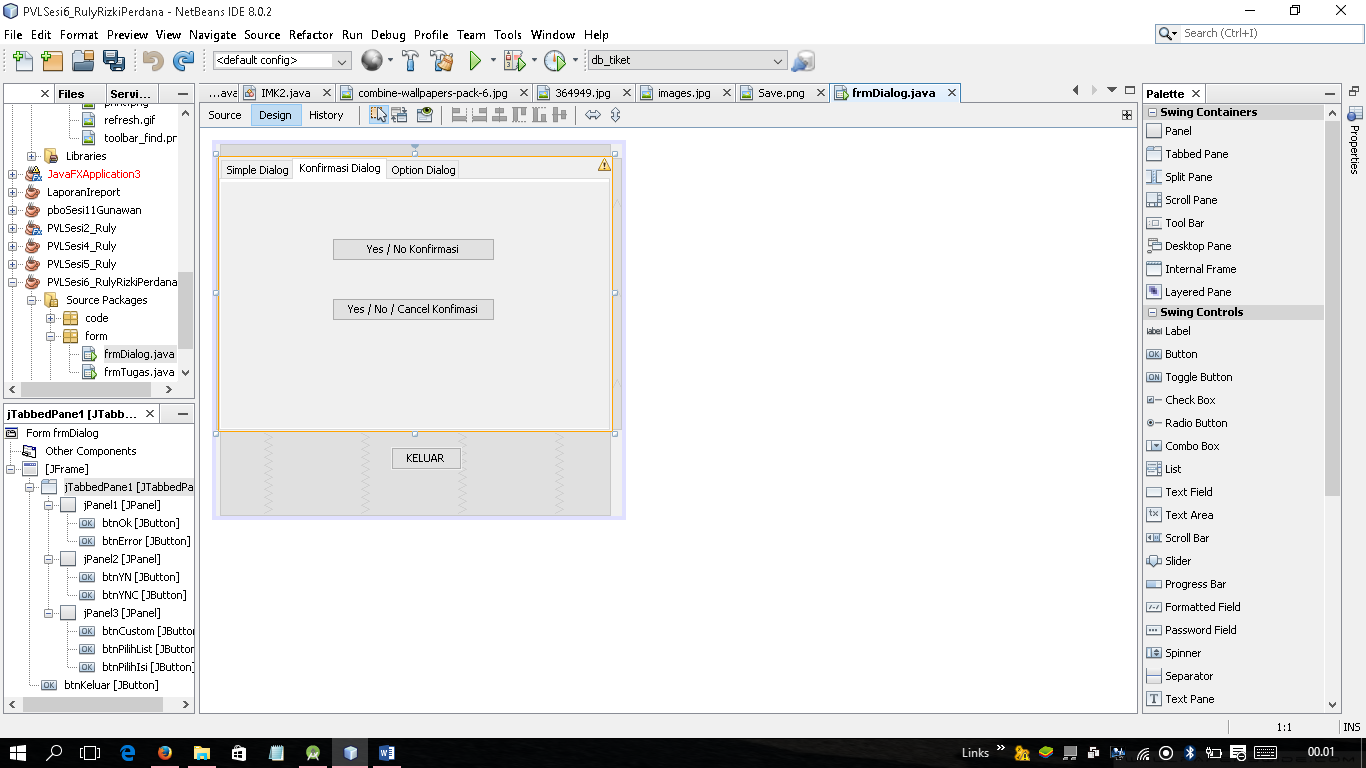 PVLSesi6_RulyRizkiPerdana - NetBeans IDE 8.0.2
File Edit Format Preview View Navigate Source Refactor Run Debug Profile Team Tools Window Help
Search (Ctrl+I)
<default config>
db_tiket
Files Servi...
print.png
refresh.gif
toolbar_find.pn
Libraries
JavaFXApplication3
LaporanIreport
pboSesi11Gunawan
PVLSesi2_Ruly
PVLSesi4_Ruly
PVLSesi5_Ruly
PVLSesi6_RulyRizkiPerdana
Source Packages
code
form
frmDialog.java
frmTugas.java
jTabbedPane1 [JTabb...
Form frmDialog
Other Components
[JFrame]
jTabbedPane1 [JTabbedPa
jPanel1 [JPanel]
btnOk [JButton]
btnError [JButton]
jPanel2 [JPanel]
btnYN [JButton]
btnYNC [JButton]
jPanel3 [JPanel]
btnCustom [JButton
btnPilihList [JButton
btnPilihIsi [JButton]
btnKeluar [JButton]
...ava IMK2.java combine-wallpapers-pack-6.jpg 364949.jpg images.jpg Save.png frmDialog.java
Source Design History
Simple Dialog Konfirmasi Dialog Option Dialog
Yes / No Konfirmasi
Yes / No / Cancel Konfimasi
KELUAR
Palette
Swing Containers
Panel
Tabbed Pane
Split Pane
Scroll Pane
Tool Bar
Desktop Pane
Internal Frame
Layered Pane
Swing Controls
label Label
OK Button
ON Toggle Button
Check Box
Radio Button
Combo Box
List
Text Field
Text Area
Scroll Bar
Slider
Progress Bar
Formatted Field
Password Field
Spinner
Separator
Text Pane
Properties
1:1 INS
Links
00.01